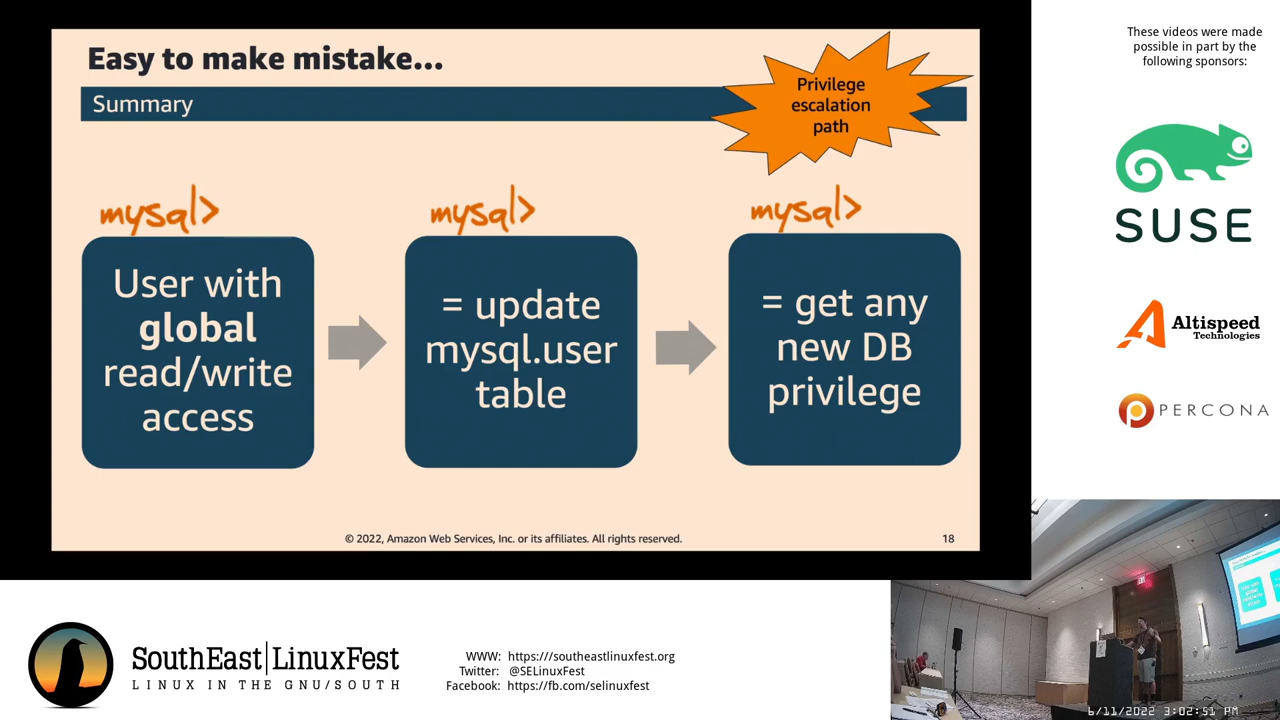 Easy to make mistake...
Summary
Privilege
escalation
path
mysql>
User with
global
read/write
access
mysql>
= update
mysql.user
table
mysql>
= get any
new DB
privilege
© 2022, Amazon Web Services, Inc. or its affiliates. All rights reserved.
18
These videos were made
possible in part by the
following sponsors:
SUSE
Altispeed
Technologies
PERCONA
SouthEast LinuxFest
LINUX IN THE GNU/SOUTH
WWW: https:///southeastlinuxfest.org
Twitter: @SELinuxFest
Facebook: https://fb.com/selinuxfest
6/11/2022 3:02:51 PM